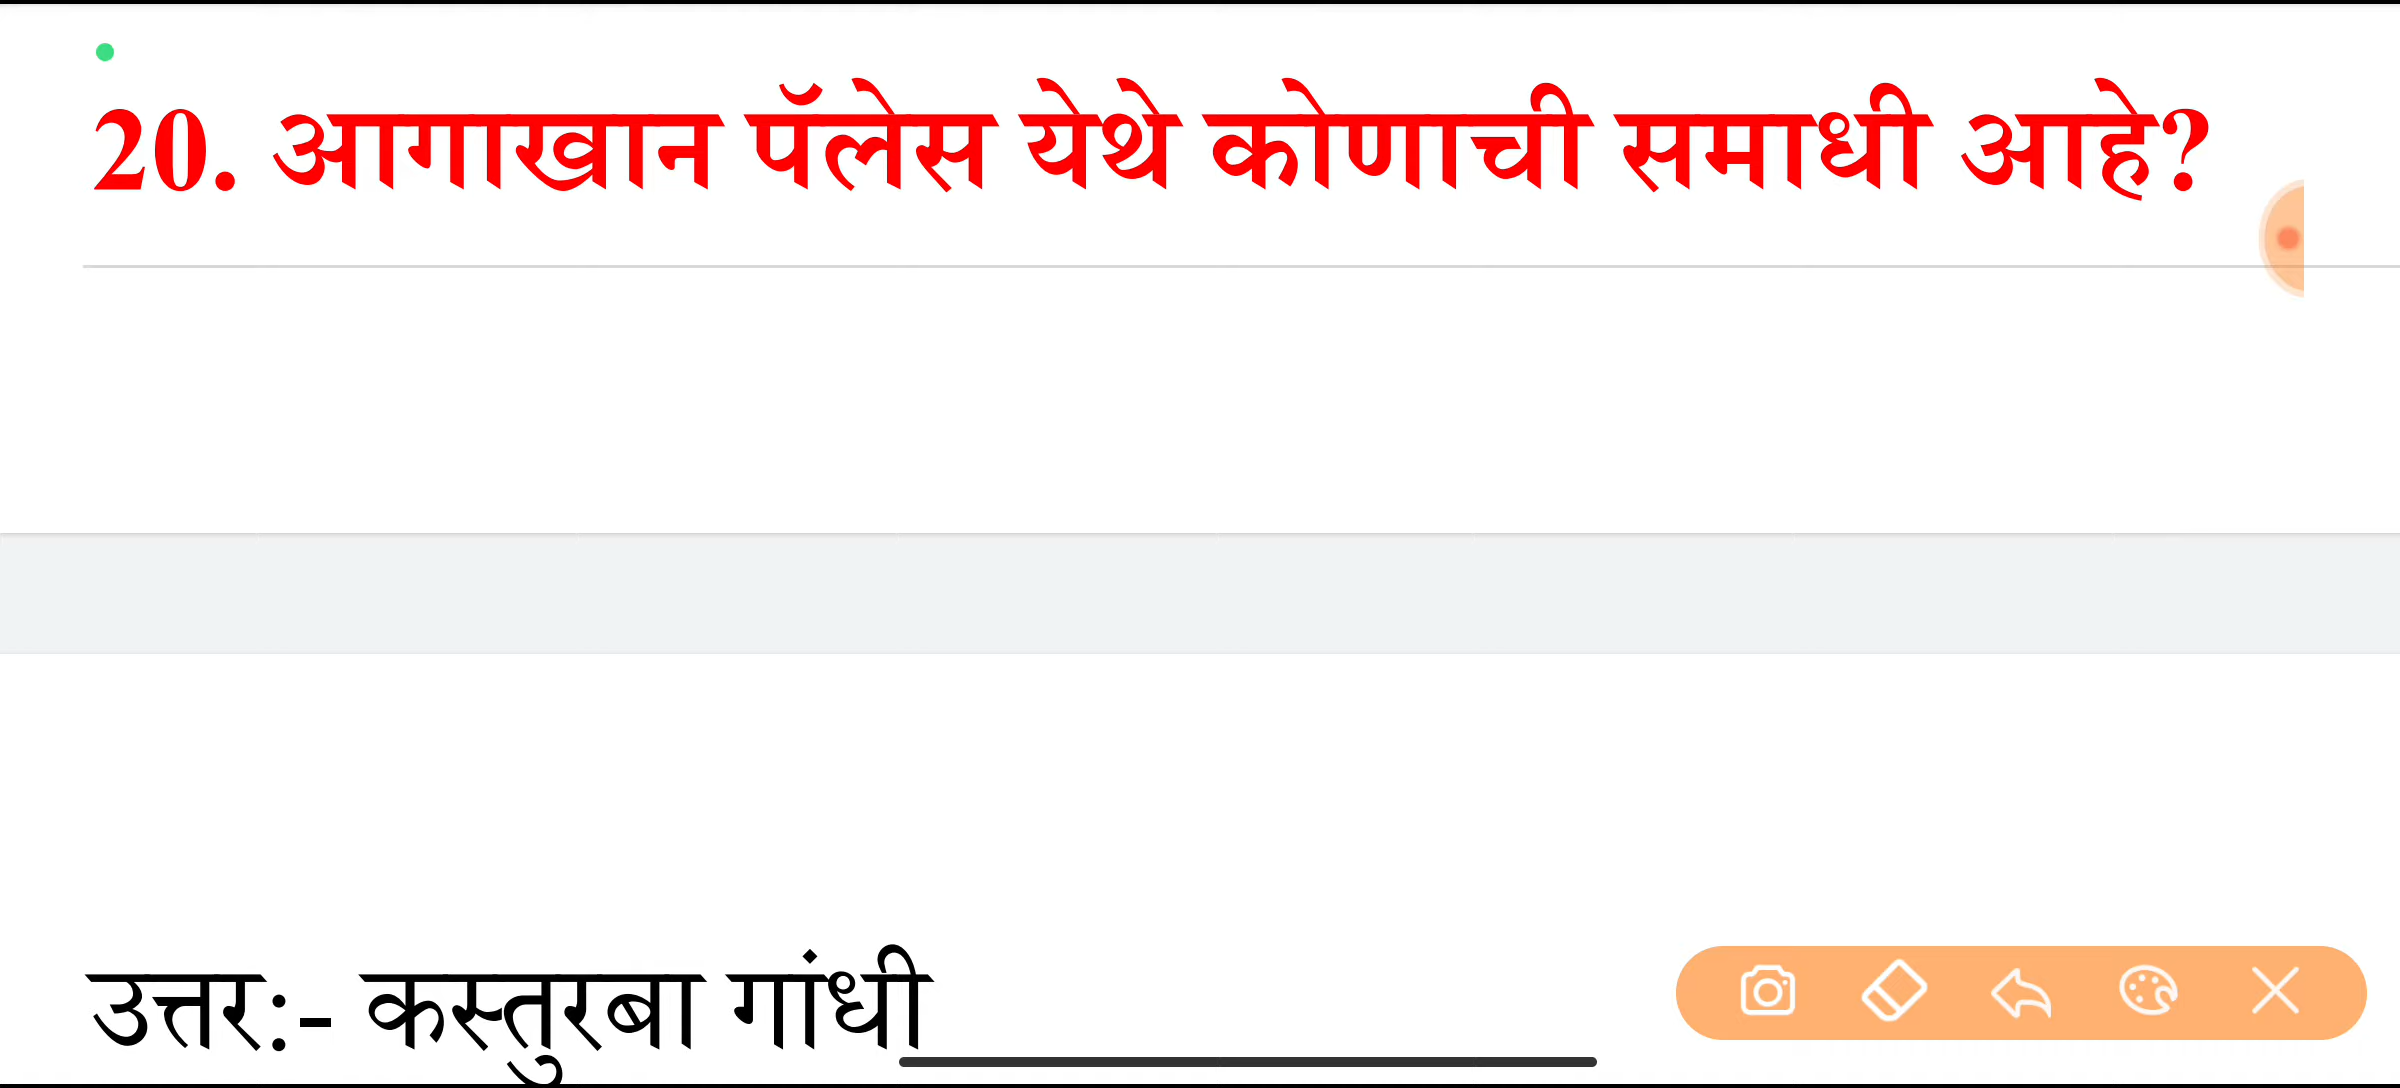 20. आगाखान पॅलेस येथे कोणाची समाधी आहे?
उत्तर:- कस्तुरबा गांधी